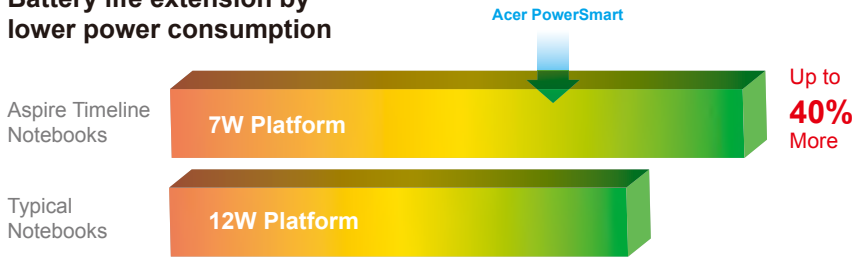 Battery life extension by
lower power consumption
Acer PowerSmart
Aspire Timeline
Notebooks
7W Platform
Up to
40%
More
Typical
Notebooks
12W Platform